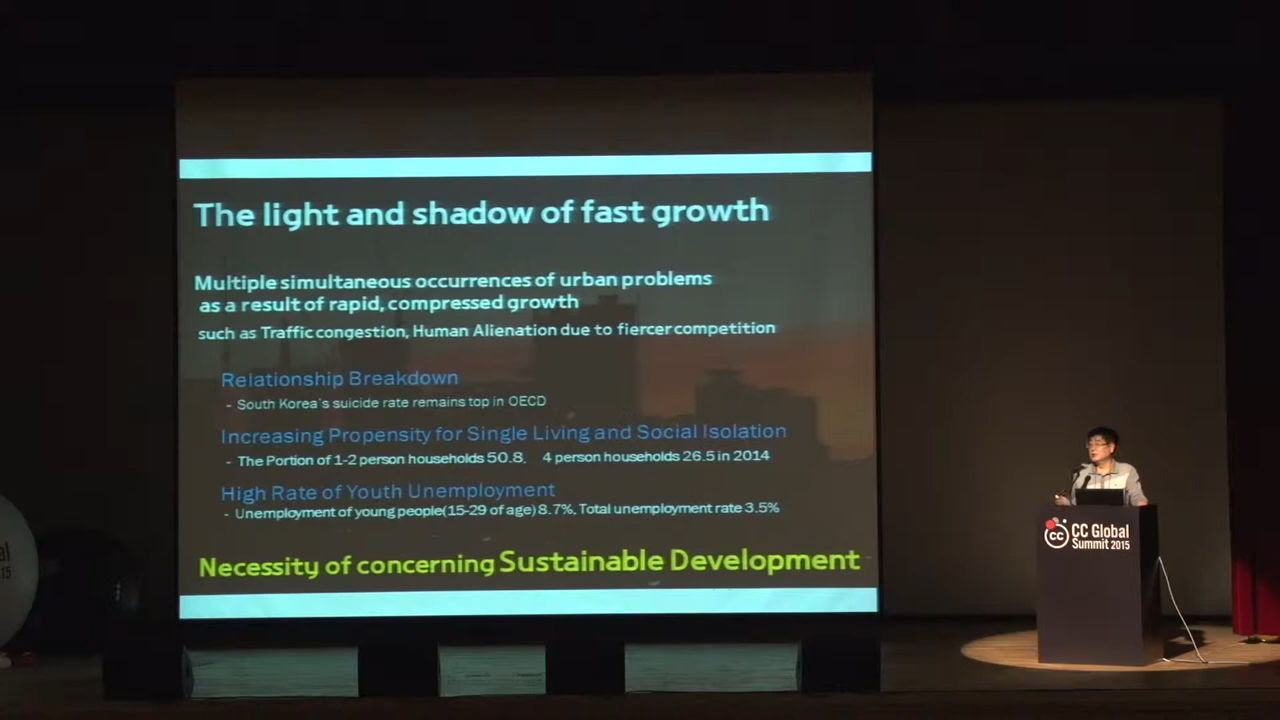 The light and shadow of fast growth
Multiple simultaneous occurrences of urban problems
as a result of rapid, compressed growth
such as Traffic congestion, Human Alienation due to fiercer competition
Relationship Breakdown
- South Korea's suicide rate remains top in OECD
Increasing Propensity for Single Living and Social Isolation
- The Portion of 1-2 person households 50.8, 4 person households 26.5 in 2014
High Rate of Youth Unemployment
- Unemployment of young people(15-29 of age) 8.7%, Total unemployment rate 3.5%
Necessity of concerning Sustainable Development
CC
CC Global
Summit 2015
al
15